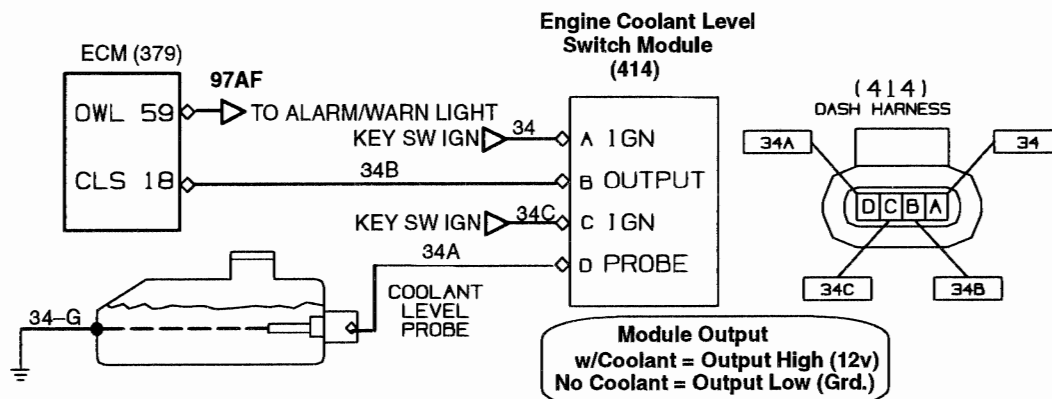 Engine Coolant Level
Switch Module
(414)
ECM (379)
97AF
OWL 59
TO ALARM/WARN LIGHT
KEY SW IGN
34
A IGN
CLS 18
34B
B OUTPUT
KEY SW IGN
34C
C IGN
34A
D PROBE
COOLANT
LEVEL
PROBE
34-G
(414)
DASH HARNESS
34A
34
D C B A
34C
34B
Module Output
w/Coolant = Output High (12v)
No Coolant = Output Low (Grd.)